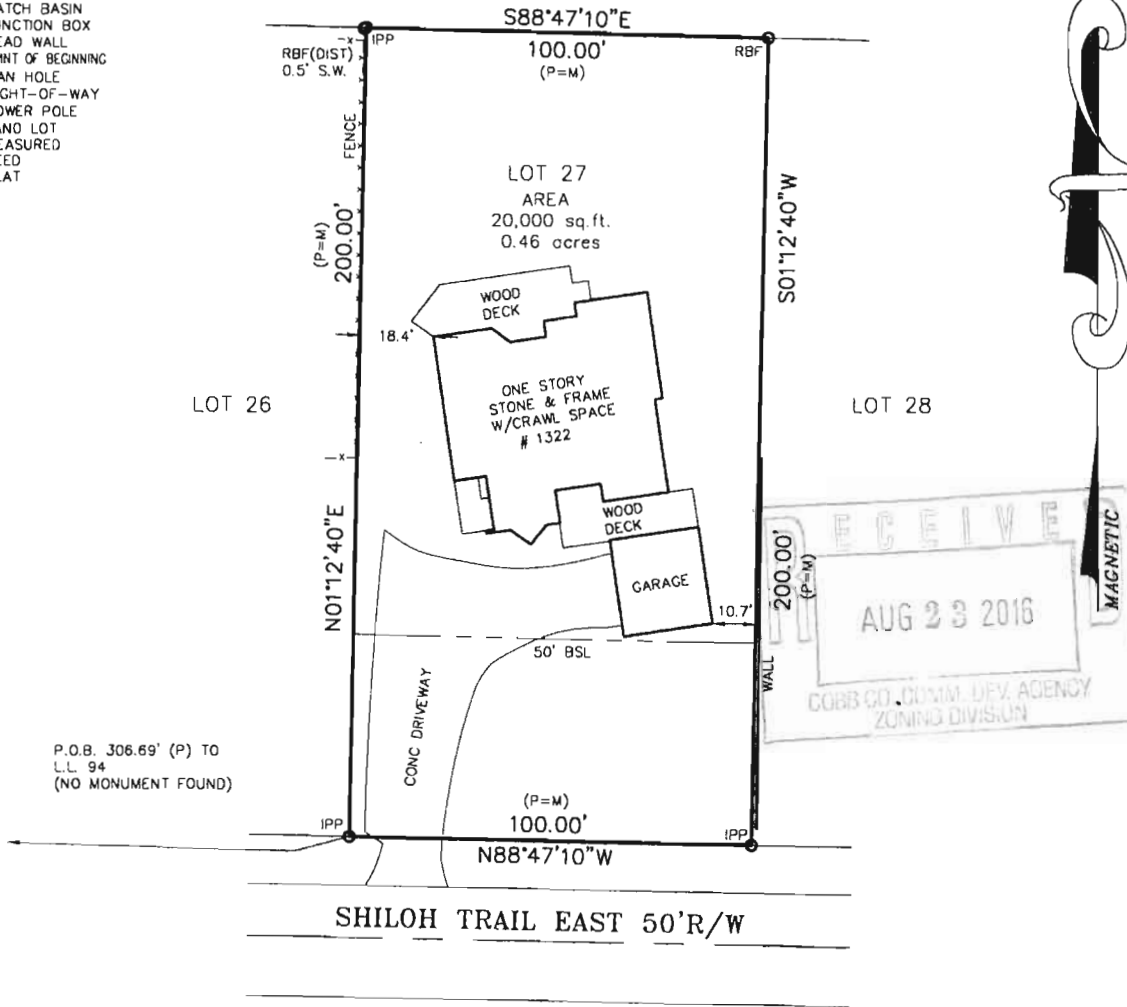 ATCH BASIN
NCTION BOX
EAD WALL
INT OF BEGINNING
AN HOLE
GHT-OF-WAY
OWER POLE
AND LOT
EASURED
EED
LAT
S88°47'10"E
IPP
100.00'
(P=M)
RBF
RBF(DIST)
0.5' S.W.
FENCE
(P=M)
200.00'
LOT 27
AREA
20,000 sq.ft.
0.46 acres
S01°12'40"W
WOOD
DECK
18.4'
ONE STORY
STONE & FRAME
W/CRAWL SPACE
# 1322
LOT 26
LOT 28
N01°12'40"E
WOOD
DECK
GARAGE
10.7'
200.00'
(P=M)
50' BSL
WALL
CONC DRIVEWAY
MAGNETIC
RECEIVED
AUG 23 2016
COBB CO. COMM. DEV. AGENCY
ZONING DIVISION
P.O.B. 306.69' (P) TO
L.L. 94
(NO MONUMENT FOUND)
IPP
(P=M)
100.00'
IPP
N88°47'10"W
SHILOH TRAIL EAST 50'R/W